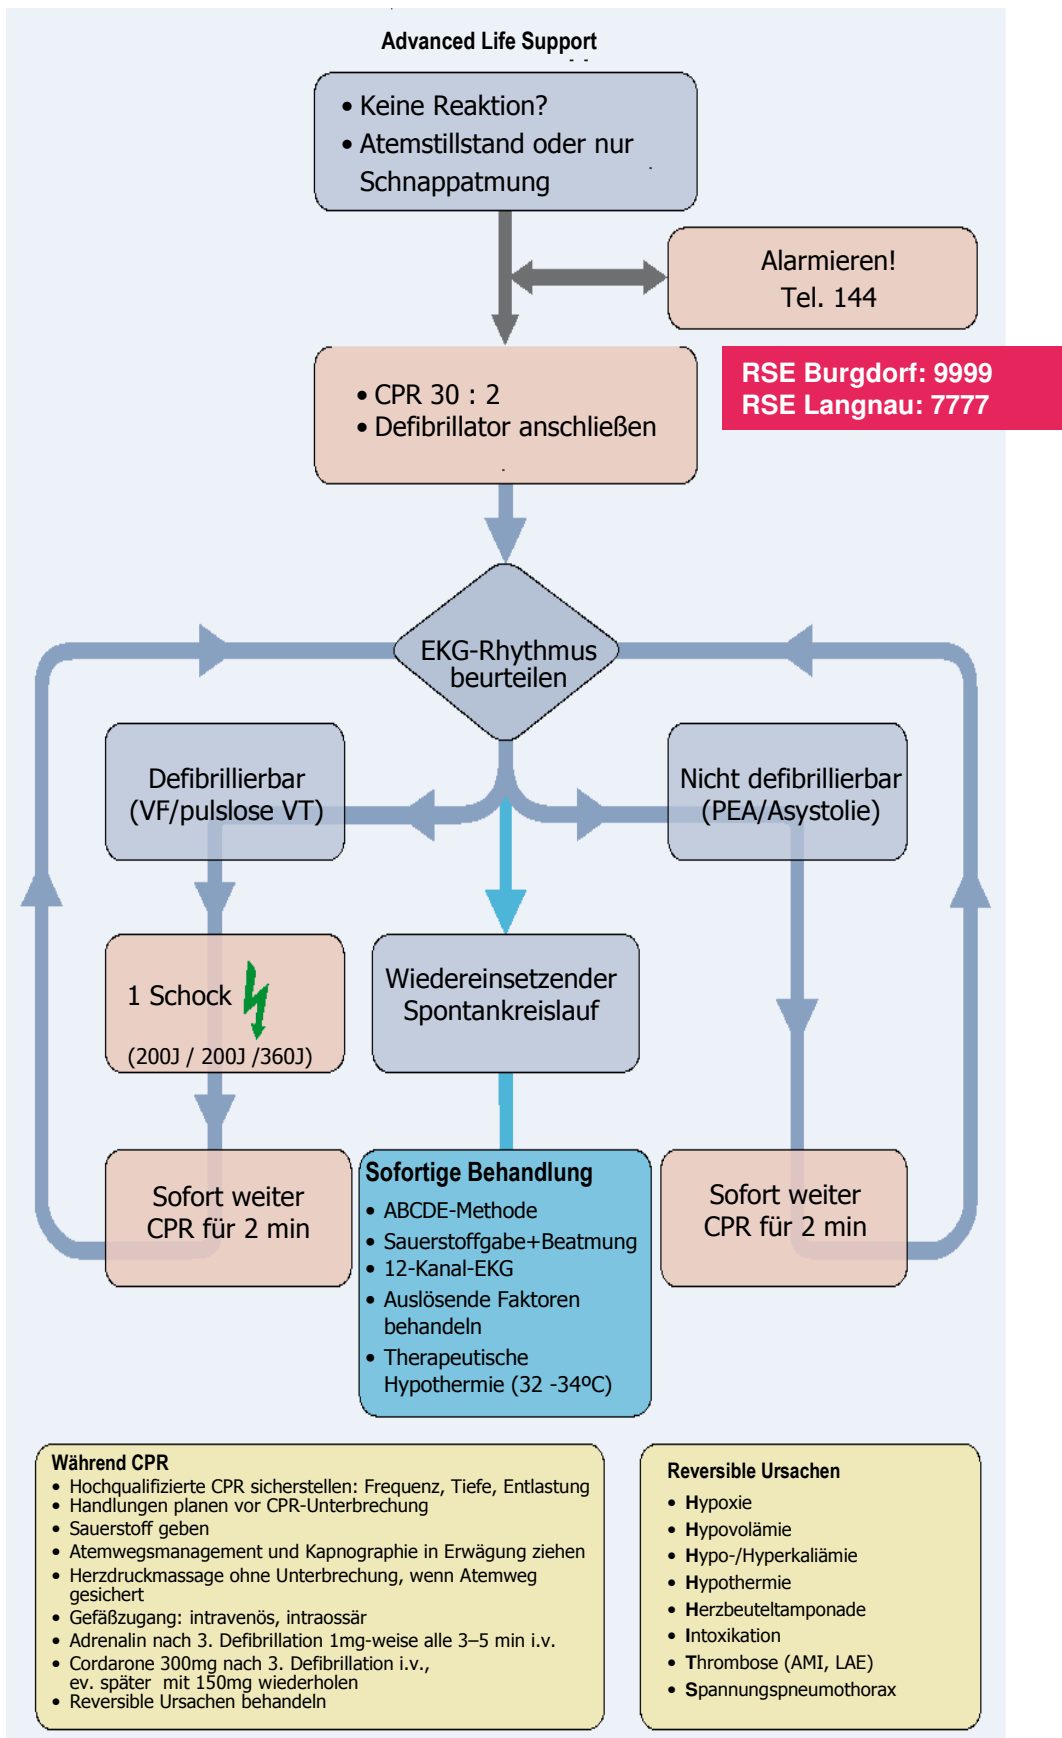 Advanced Life Support
• Keine Reaktion?
• Atemstillstand oder nur
Schnappatmung
Alarmieren!
Tel. 144
RSE Burgdorf: 9999
RSE Langnau: 7777
• CPR 30 : 2
• Defibrillator anschließen
EKG-Rhythmus
beurteilen
Defibrillierbar
(VF/pulslose VT)
Nicht defibrillierbar
(PEA/Asystolie)
1 Schock
(200J / 200J /360J)
Wiedereinsetzender
Spontankreislauf
Sofort weiter
CPR für 2 min
Sofortige Behandlung
• ABCDE-Methode
• Sauerstoffgabe+Beatmung
• 12-Kanal-EKG
• Auslösende Faktoren
behandeln
• Therapeutische
Hypothermie (32 -34ºC)
Sofort weiter
CPR für 2 min
Während CPR
• Hochqualifizierte CPR sicherstellen: Frequenz, Tiefe, Entlastung
• Handlungen planen vor CPR-Unterbrechung
• Sauerstoff geben
• Atemwegsmanagement und Kapnographie in Erwägung ziehen
• Herzdruckmassage ohne Unterbrechung, wenn Atemweg
gesichert
• Gefäßzugang: intravenös, intraossär
• Adrenalin nach 3. Defibrillation 1mg-weise alle 3–5 min i.v.
• Cordarone 300mg nach 3. Defibrillation i.v.,
ev. später mit 150mg wiederholen
• Reversible Ursachen behandeln
Reversible Ursachen
• Hypoxie
• Hypovolämie
• Hypo-/Hyperkaliämie
• Hypothermie
• Herzbeuteltamponade
• Intoxikation
• Thrombose (AMI, LAE)
• Spannungspneumothorax